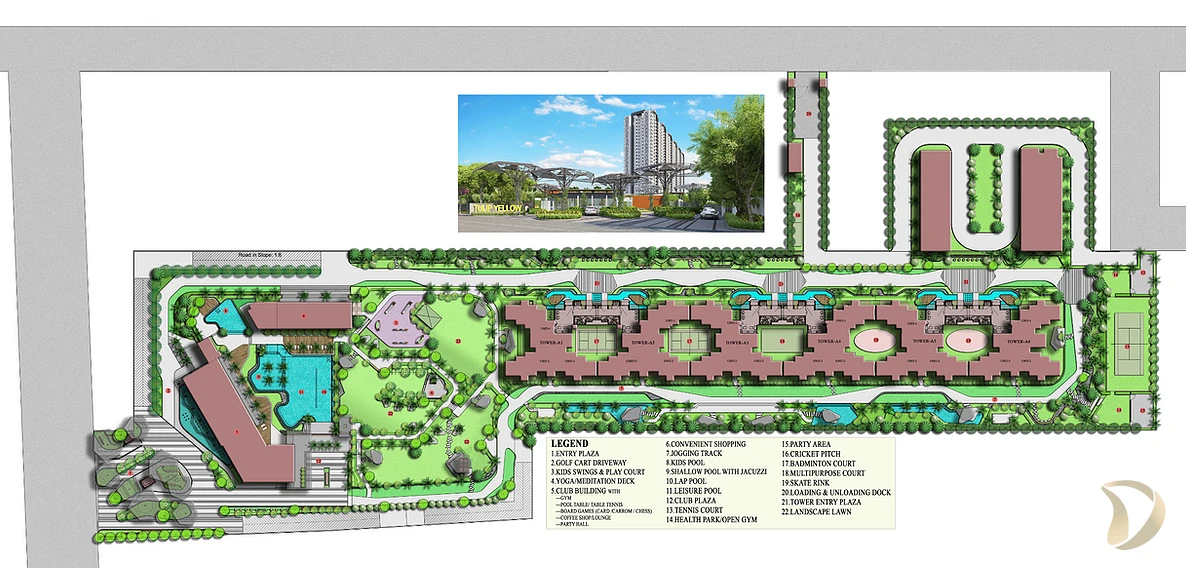 TULIP YELLOW
Road in Slope: 1:8
TOWER-A1
TOWER-A2
TOWER-A3
TOWER-A4
TOWER-A5
TOWER-A6
LEGEND
1.ENTRY PLAZA
2.GOLF CART DRIVEWAY
3.KIDS SWINGS & PLAY COURT
4.YOGA/MEDITATION DECK
5.CLUB BUILDING WITH
—GYM
—POOL TABLE/ TABLE TENNIS
—BOARD GAMES (CARD /CARROM / CHESS)
—COFFEE SHOP/LOUNGE
—PARTY HALL
6.CONVENIENT SHOPPING
7.JOGGING TRACK
8.KIDS POOL
9.SHALLOW POOL WITH JACUZZI
10.LAP POOL
11.LEISURE POOL
12.CLUB PLAZA
13.TENNIS COURT
14.HEALTH PARK/OPEN GYM
15.PARTY AREA
16.CRICKET PITCH
17.BADMINTON COURT
18.MULTIPURPOSE COURT
19.SKATE RINK
20.LOADING & UNLOADING DOCK
21.TOWER ENTRY PLAZA
22.LANDSCAPE LAWN